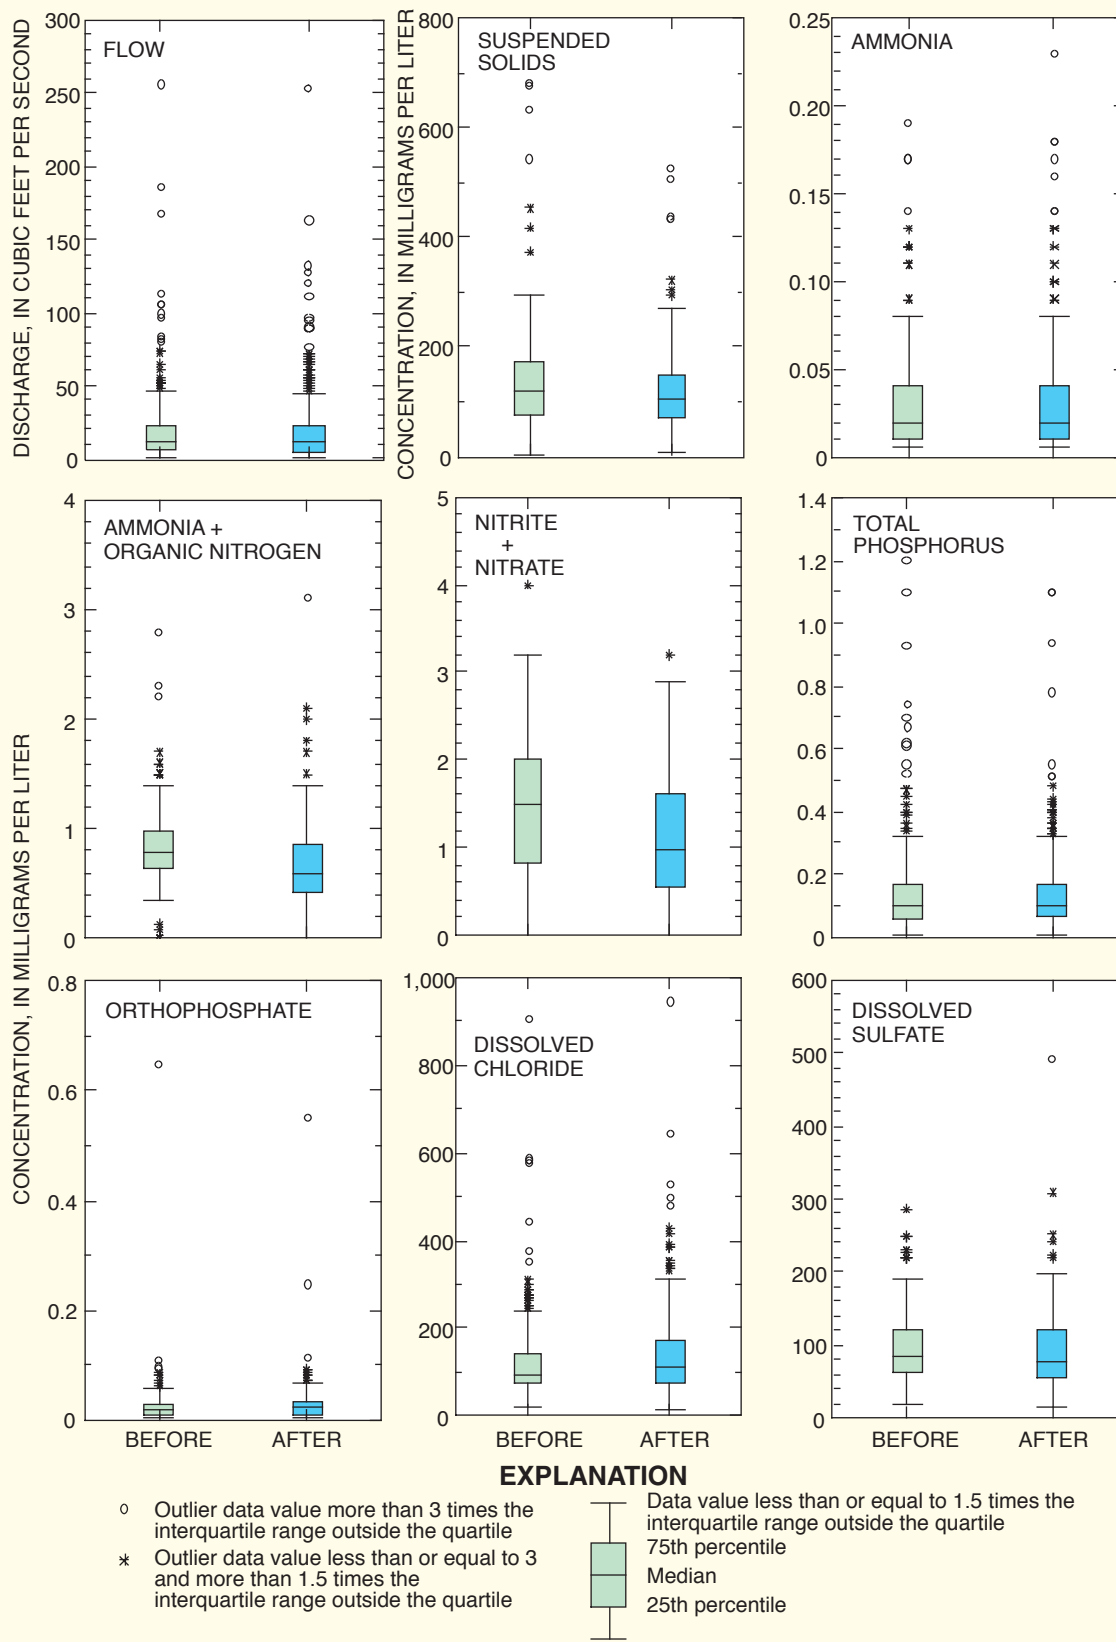 DISCHARGE, IN CUBIC FEET PER SECOND
300
250
200
150
100
50
0
FLOW
CONCENTRATION, IN MILLIGRAMS PER LITER
800
600
400
200
0
SUSPENDED
SOLIDS
0.25
0.20
0.15
0.10
0.05
0
AMMONIA
CONCENTRATION, IN MILLIGRAMS PER LITER
4
3
2
1
0
AMMONIA +
ORGANIC NITROGEN
5
4
3
2
1
0
NITRITE
+
NITRATE
1.4
1.2
1.0
0.8
0.6
0.4
0.2
0
TOTAL
PHOSPHORUS
0.8
0.6
0.4
0.2
0
ORTHOPHOSPHATE
BEFORE AFTER
1,000
800
600
400
200
0
DISSOLVED
CHLORIDE
BEFORE AFTER
600
500
400
300
200
100
0
DISSOLVED
SULFATE
BEFORE AFTER
EXPLANATION
Outlier data value more than 3 times the
interquartile range outside the quartile
Outlier data value less than or equal to 3
and more than 1.5 times the
interquartile range outside the quartile
Data value less than or equal to 1.5 times the
interquartile range outside the quartile
75th percentile
Median
25th percentile